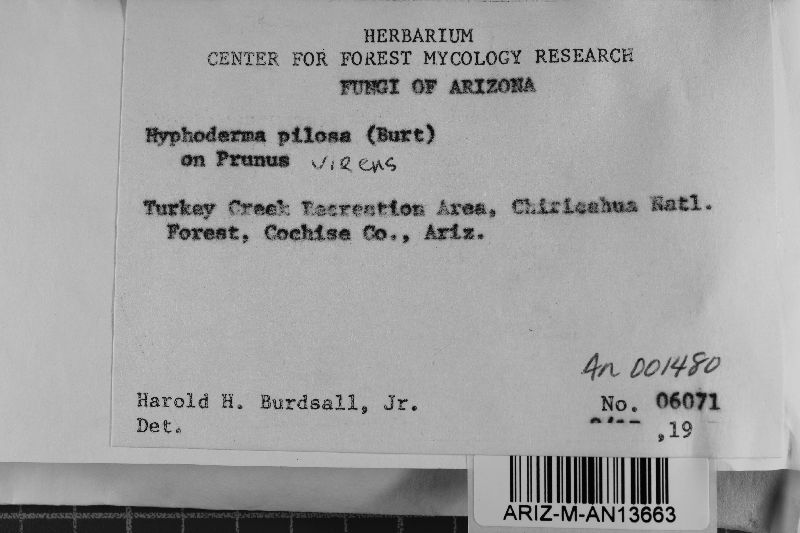 HERBARIUM
CENTER FOR FOREST MYCOLOGY RESEARCH
FUNGI OF ARIZONA
Hyphoderma pilosa (Burt)
on Prunus virens
Turkey Creek Recreation Area, Chiricahua Natl.
Forest, Cochise Co., Ariz.
An 001480
Harold H. Burdsall, Jr.
No. 06071
Det.
,19
ARIZ-M-AN13663